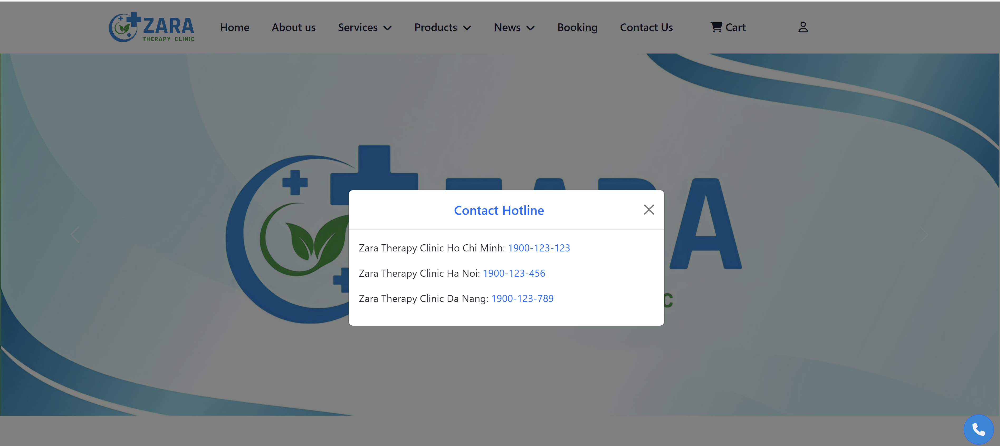 ZARA
THERAPY CLINIC
Home About us Services Products News Booking Contact Us Cart
A
C
Contact Hotline
Zara Therapy Clinic Ho Chi Minh: 1900-123-123
Zara Therapy Clinic Ha Noi: 1900-123-456
Zara Therapy Clinic Da Nang: 1900-123-789